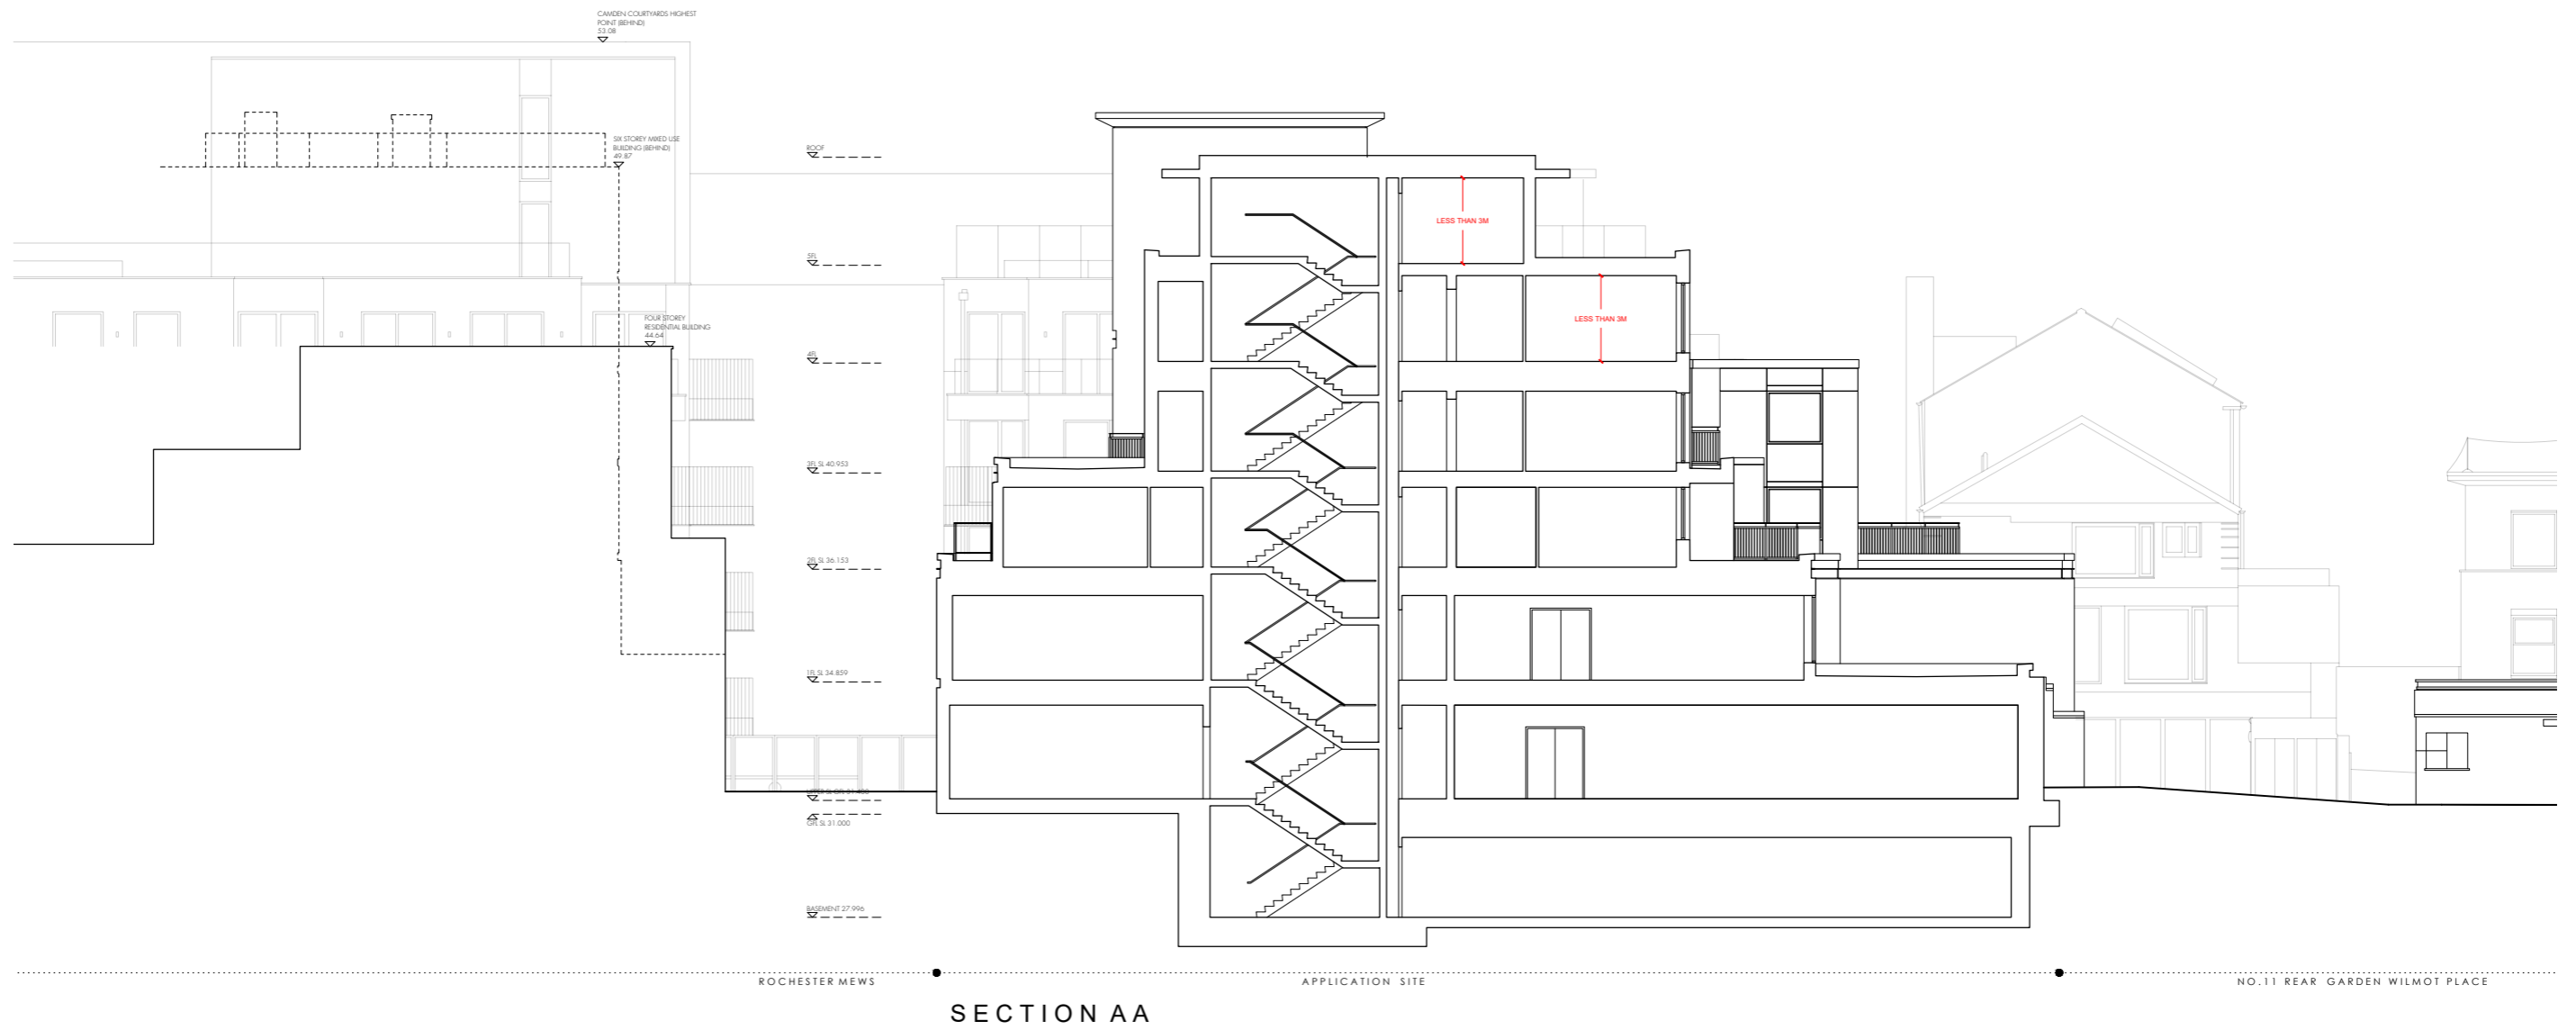 CAMDEN COURTYARDS HIGHEST
POINT (BEHIND)
53.08
SIX STOREY MIXED USE
BUILDING (BEHIND)
49.87
ROOF
LESS THAN 3M
5FL
FOUR STOREY
RESIDENTIAL BUILDING
44.64
LESS THAN 3M
4FL
3FL SL 40.953
2FL SL 36.153
1FL SL 34.859
GFL SL 31.000
BASEMENT 27.996
ROCHESTER MEWS
APPLICATION SITE
NO.11 REAR GARDEN WILMOT PLACE
SECTION AA